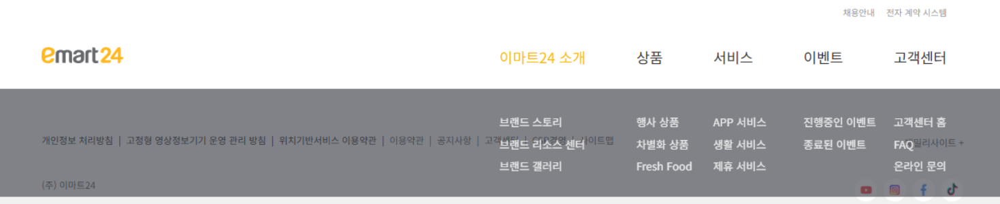 채용안내 전자 계약 시스템
emart24
이마트24 소개 상품 서비스 이벤트 고객센터
브랜드 스토리 행사 상품 APP 서비스 진행중인 이벤트 고객센터 홈
개인정보 처리방침 | 고정형 영상정보기기 운영 관리 방침 | 위치기반서비스 이용약관 | 이용약관 | 공지사항 | 고객센터 | 사이트맵
패밀리사이트 +
브랜드 리소스 센터 차별화 상품 생활 서비스 종료된 이벤트 FAQ
브랜드 갤러리 Fresh Food 제휴 서비스 온라인 문의
(주) 이마트24